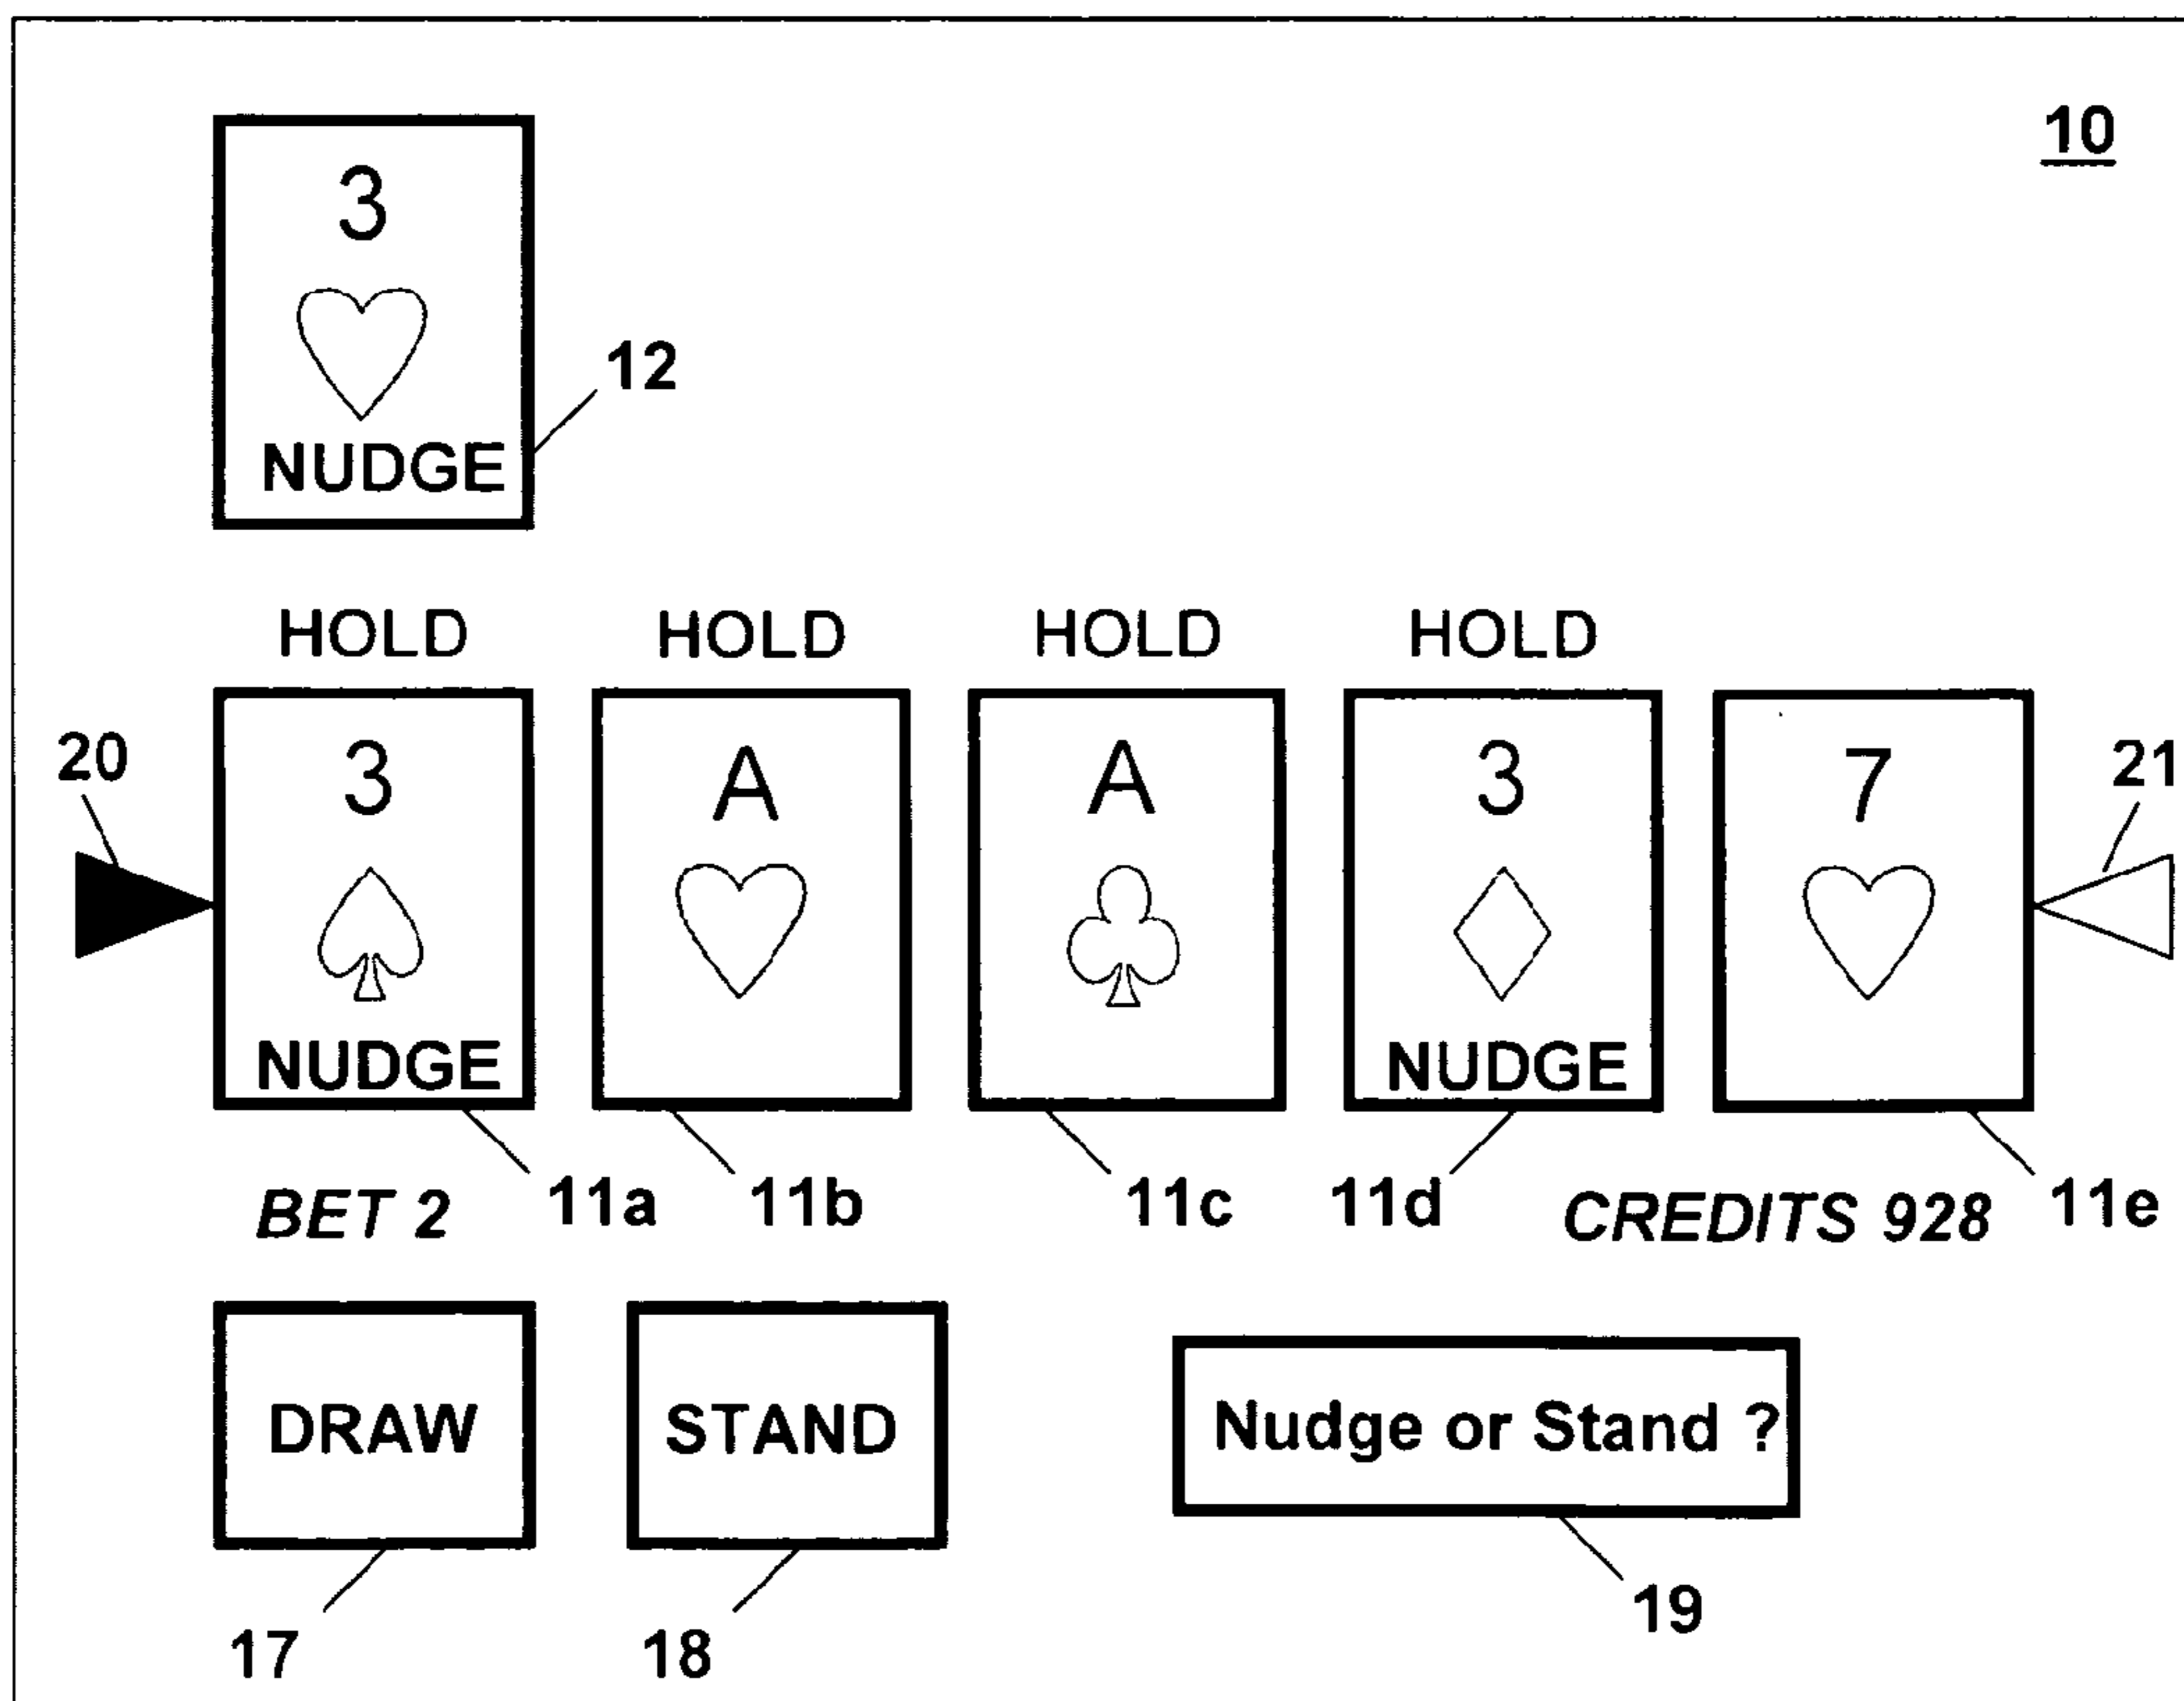 10
3
12
NUDGE
HOLD HOLD HOLD HOLD
20 3 A A 3 7 21
NUDGE NUDGE
BET 2 11a 11b 11c 11d CREDITS 928 11e
DRAW STAND Nudge or Stand ?
17 18 19